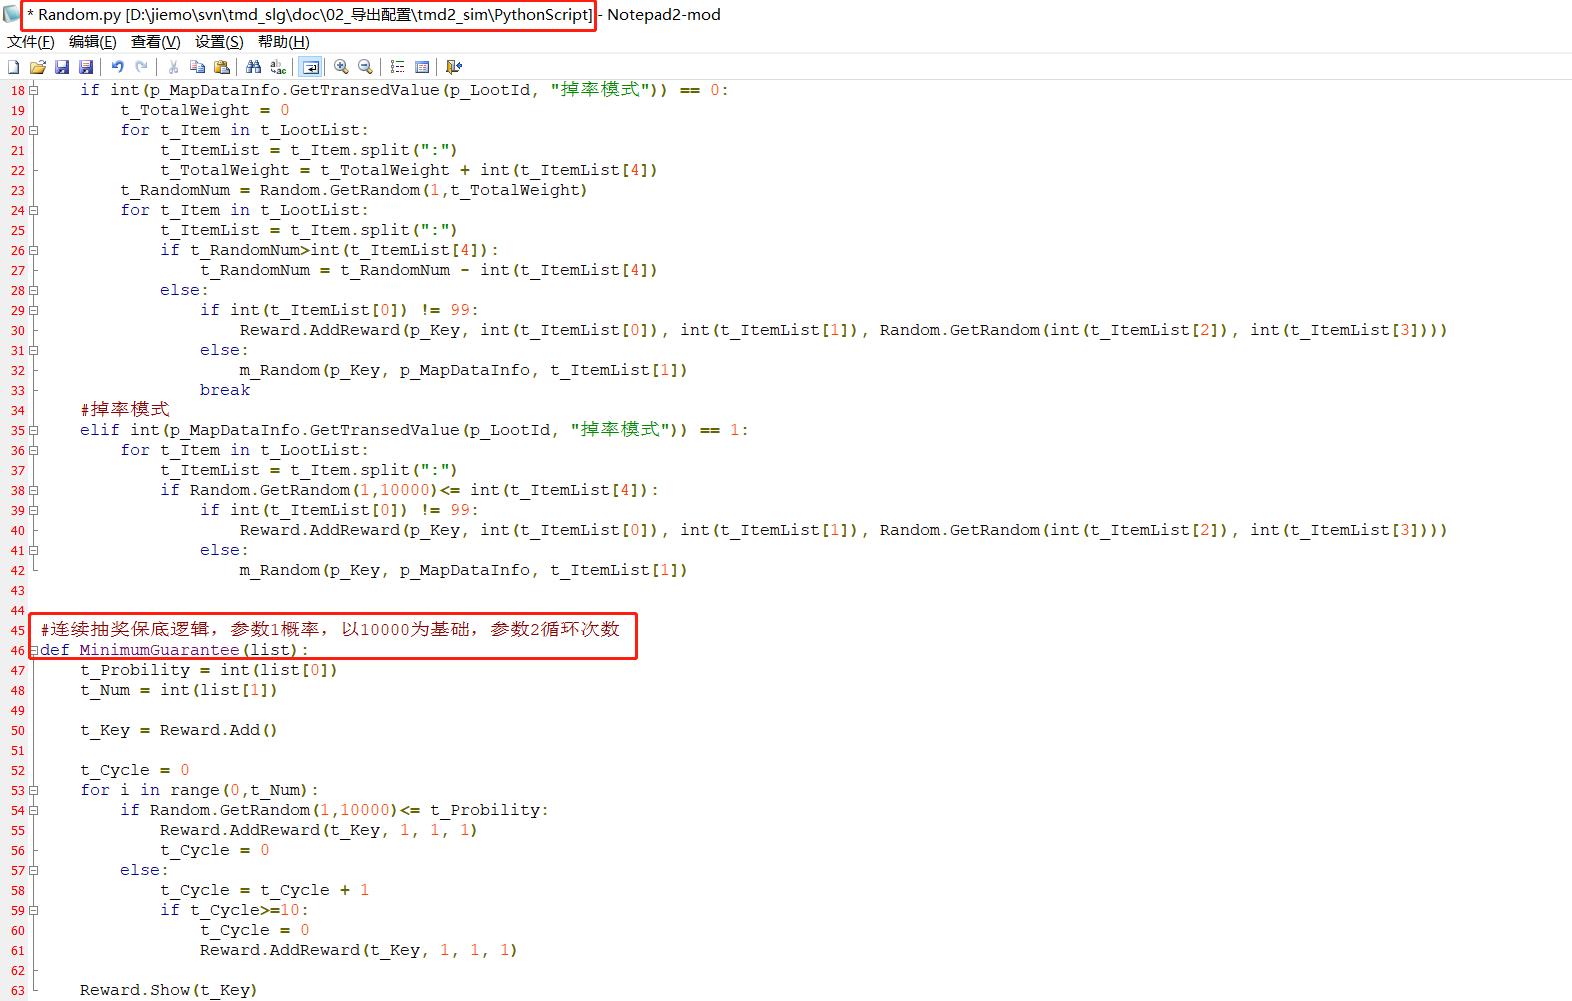 * Random.py [D:\jiemo\svn\tmd_slg\doc\02_导出配置\tmd2_sim\PythonScript] - Notepad2-mod
文件(F) 编辑(E) 查看(V) 设置(S) 帮助(H)
18 if int(p_MapDataInfo.GetTransedValue(p_LootId, "掉率模式")) == 0:
19 t_TotalWeight = 0
20 for t_Item in t_LootList:
21 t_ItemList = t_Item.split(":")
22 t_TotalWeight = t_TotalWeight + int(t_ItemList[4])
23 t_RandomNum = Random.GetRandom(1,t_TotalWeight)
24 for t_Item in t_LootList:
25 t_ItemList = t_Item.split(":")
26 if t_RandomNum>int(t_ItemList[4]):
27 t_RandomNum = t_RandomNum - int(t_ItemList[4])
28 else:
29 if int(t_ItemList[0]) != 99:
30 Reward.AddReward(p_Key, int(t_ItemList[0]), int(t_ItemList[1]), Random.GetRandom(int(t_ItemList[2]), int(t_ItemList[3])))
31 else:
32 m_Random(p_Key, p_MapDataInfo, t_ItemList[1])
33 break
34 #掉率模式
35 elif int(p_MapDataInfo.GetTransedValue(p_LootId, "掉率模式")) == 1:
36 for t_Item in t_LootList:
37 t_ItemList = t_Item.split(":")
38 if Random.GetRandom(1,10000)<= int(t_ItemList[4]):
39 if int(t_ItemList[0]) != 99:
40 Reward.AddReward(p_Key, int(t_ItemList[0]), int(t_ItemList[1]), Random.GetRandom(int(t_ItemList[2]), int(t_ItemList[3])))
41 else:
42 m_Random(p_Key, p_MapDataInfo, t_ItemList[1])
43
44
45 #连续抽奖保底逻辑，参数1概率，以10000为基础，参数2循环次数
46 def MinimumGuarantee(list):
47 t_Probility = int(list[0])
48 t_Num = int(list[1])
49
50 t_Key = Reward.Add()
51
52 t_Cycle = 0
53 for i in range(0,t_Num):
54 if Random.GetRandom(1,10000)<= t_Probility:
55 Reward.AddReward(t_Key, 1, 1, 1)
56 t_Cycle = 0
57 else:
58 t_Cycle = t_Cycle + 1
59 if t_Cycle>=10:
60 t_Cycle = 0
61 Reward.AddReward(t_Key, 1, 1, 1)
62
63 Reward.Show(t_Key)